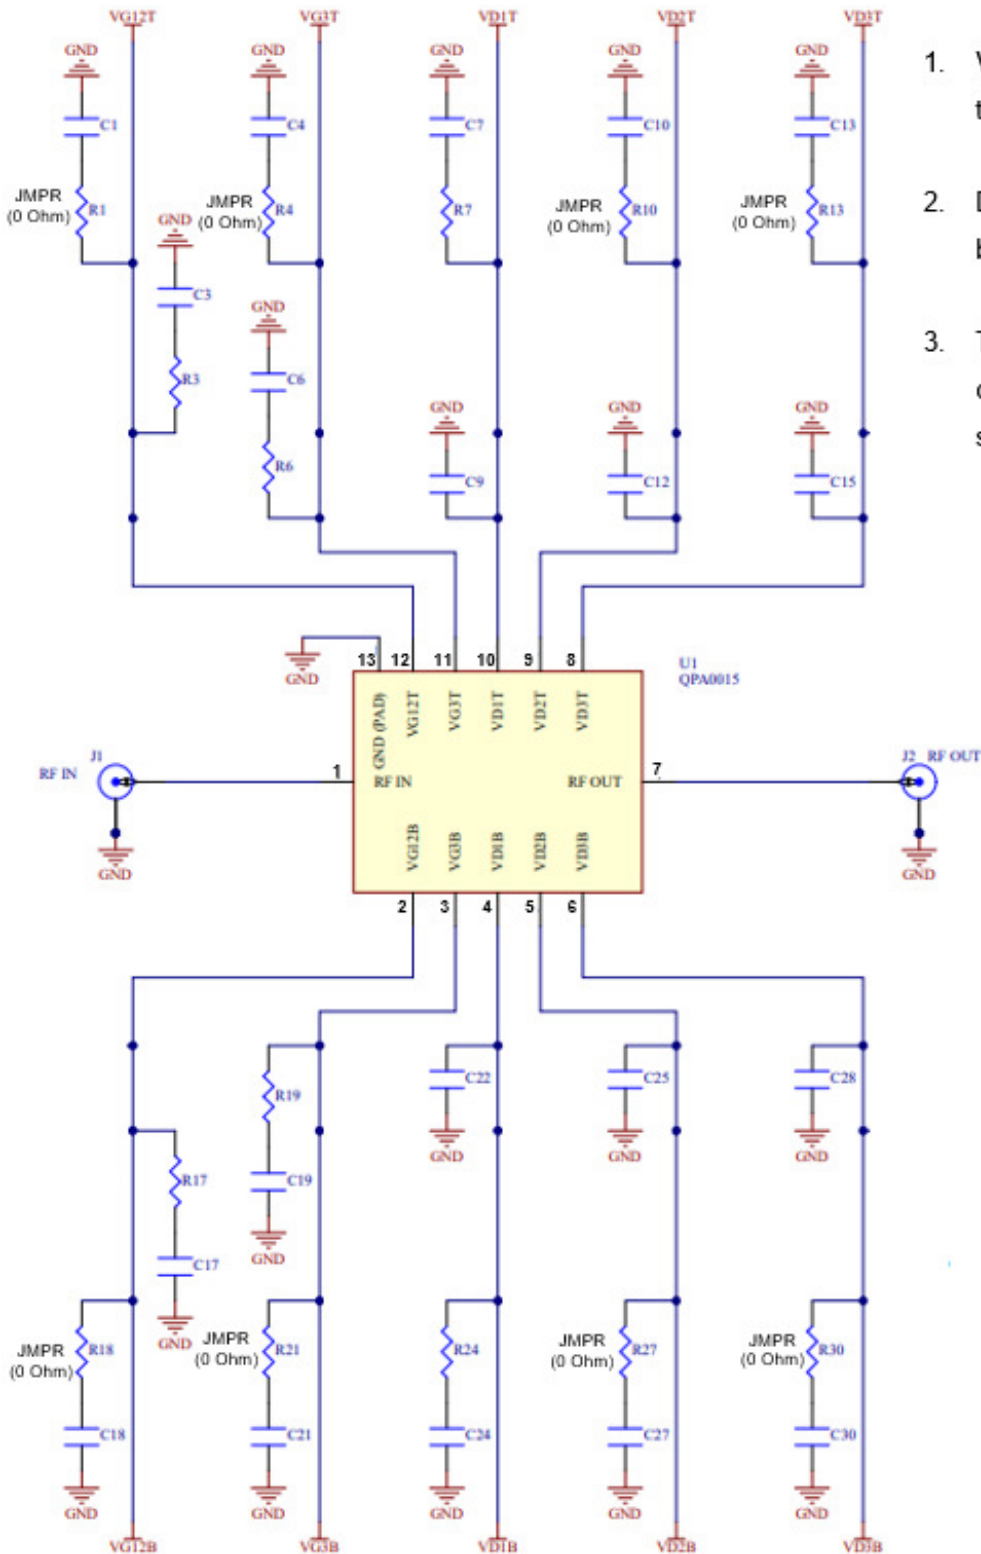 VG12T VG3T VD1T VD2T VD3T
GND GND GND GND GND
C1 C4 C7 C10 C13
JMPR (0 Ohm) R1
JMPR (0 Ohm) R4
R7
JMPR (0 Ohm) R10
JMPR (0 Ohm) R13
GND
C3
R3
GND
C6
R6
GND GND GND
C9 C12 C15
1.
2.
3.
GND
13 12 11 10 9 8
U1
QPA0015
GND (PAD) VG12T VG3T VD1T VD2T VD3T
J1
RF IN
GND
1 RF IN
RF OUT 7
J2 RF OUT
GND
VG12B VG3B VD1B VD2B VD3B
2 3 4 5 6
R19
C19
GND
C22 C25 C28
GND GND GND
R17
C17
GND
JMPR (0 Ohm) R18
JMPR (0 Ohm) R21
R24
JMPR (0 Ohm) R27
JMPR (0 Ohm) R30
C18 C21 C24 C27 C30
GND GND GND GND GND
VG12B VG3B VD1B VD2B VD3B